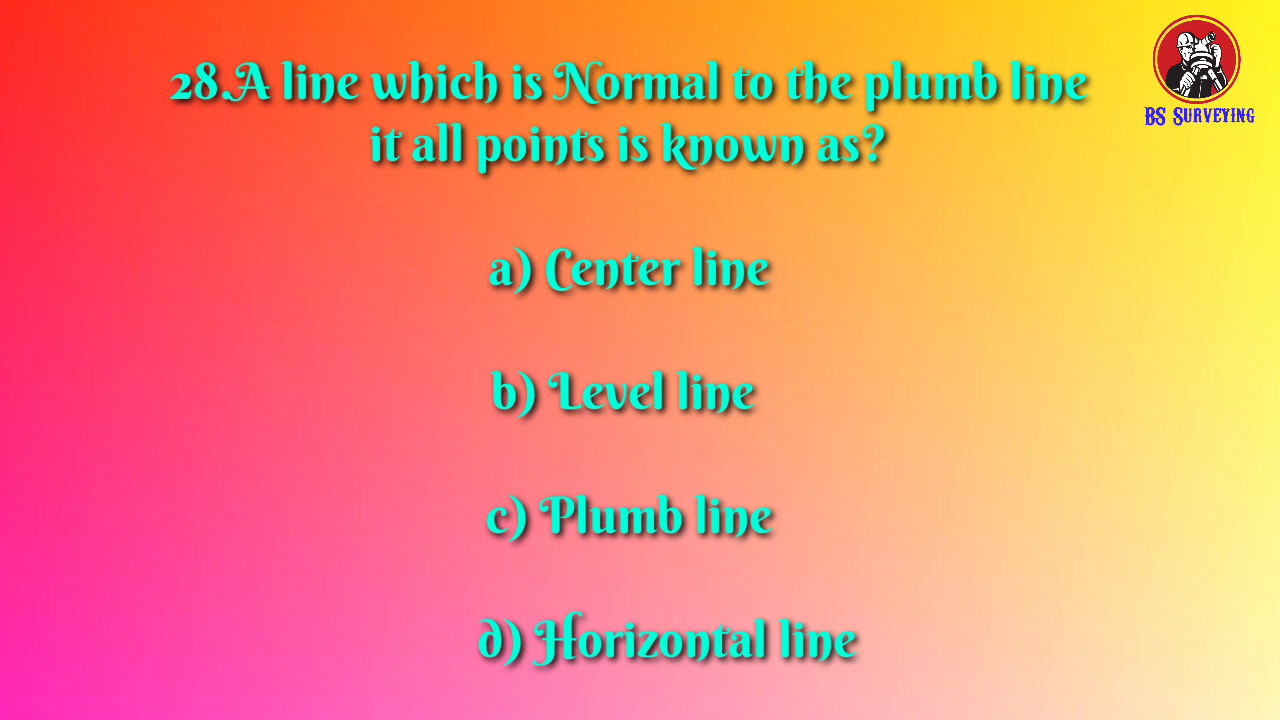 28.A line which is Normal to the plumb line
it all points is known as?
a) Center line
b) Level line
c) Plumb line
d) Horizontal line
BS Surveying